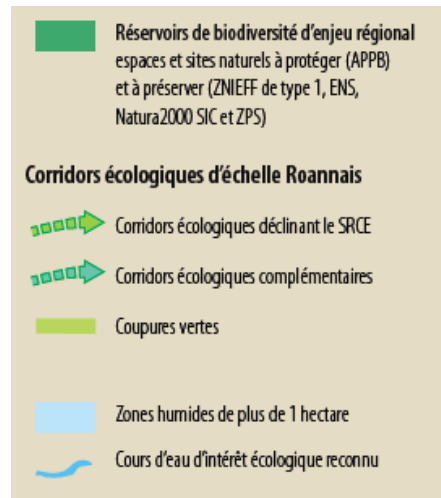 Réservoirs de biodiversité d'enjeu régional
espaces et sites naturels à protéger (APPB)
et à préserver (ZNIEFF de type 1, ENS,
Natura2000 SIC et ZPS)
Corridors écologiques d'échelle Roannais
Corridors écologiques déclinant le SRCE
Corridors écologiques complémentaires
Coupures vertes
Zones humides de plus de 1 hectare
Cours d'eau d'intérêt écologique reconnu